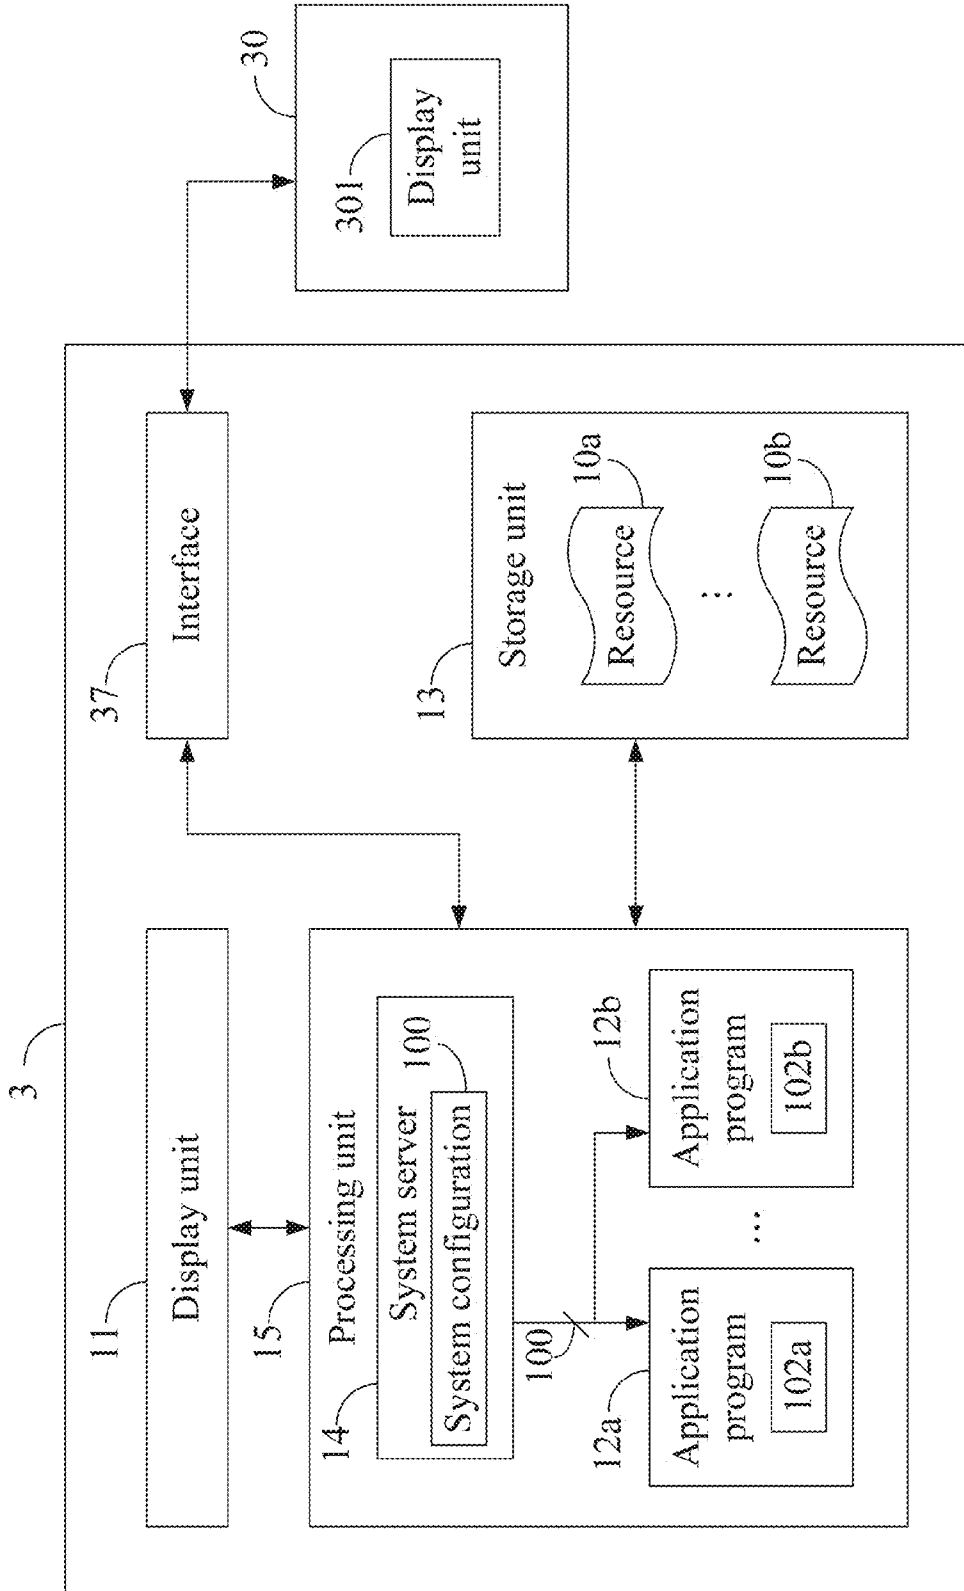 3
11
Display unit
37
Interface
30
301
Display
unit
15
Processing unit
14
System server
100
System configuration
100
12a
Application
program
102a
...
12b
Application
program
102b
13
Storage unit
10a
Resource
...
10b
Resource